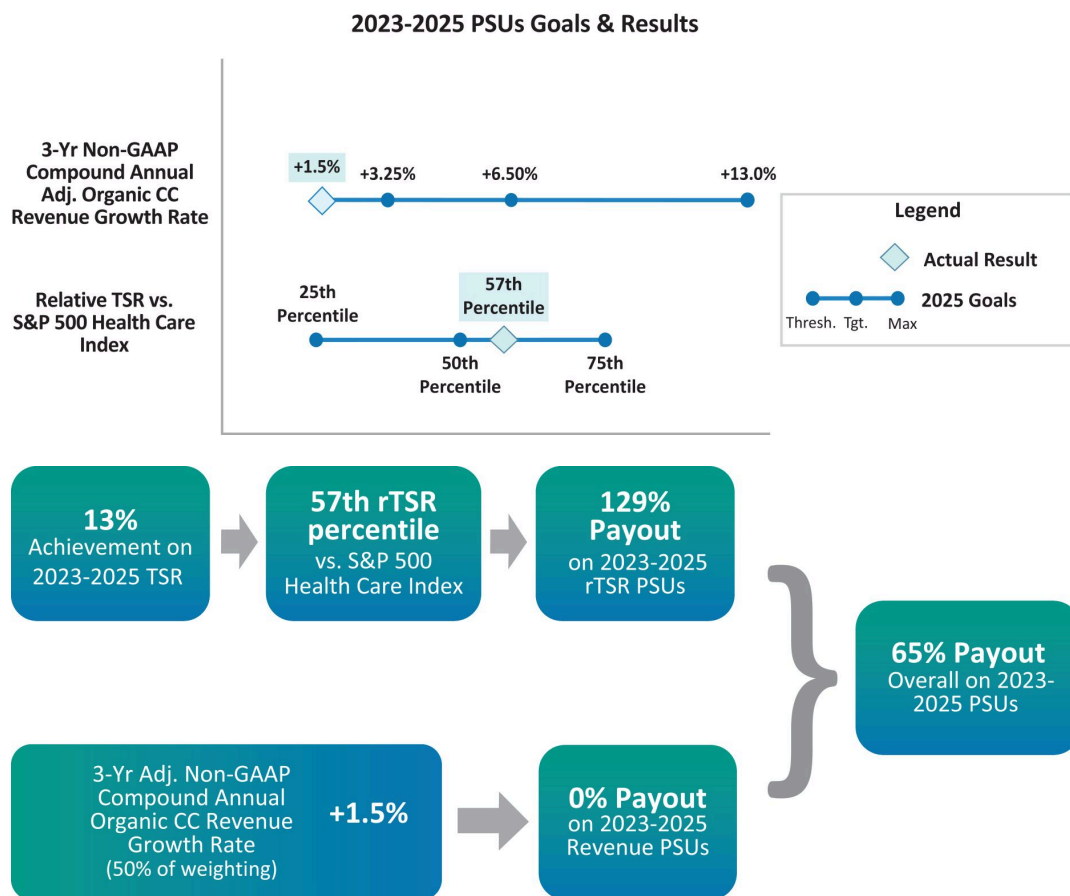 2023-2025 PSUs Goals & Results
3-Yr Non-GAAP
Compound Annual
Adj. Organic CC
Revenue Growth Rate
+1.5%
+3.25%
+6.50%
+13.0%
Legend
Actual Result
2025 Goals
Thresh. Tgt. Max
Relative TSR vs.
S&P 500 Health Care
Index
25th
Percentile
57th
Percentile
50th
Percentile
75th
Percentile
13%
Achievement on
2023-2025 TSR
57th rTSR
percentile
vs. S&P 500
Health Care Index
129%
Payout
on 2023-2025
rTSR PSUs
65% Payout
Overall on 2023-
2025 PSUs
3-Yr Adj. Non-GAAP
Compound Annual
Organic CC Revenue
Growth Rate
(50% of weighting)
+1.5%
0% Payout
on 2023-2025
Revenue PSUs